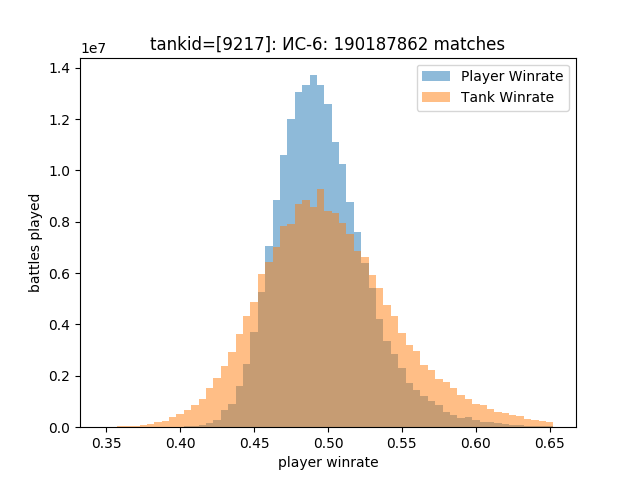 tankid=[9217]: ИС-6: 190187862 matches
1e7
Player Winrate
Tank Winrate
1.4
1.2
1.0
0.8
0.6
0.4
0.2
0.0
battles played
0.35 0.40 0.45 0.50 0.55 0.60 0.65
player winrate